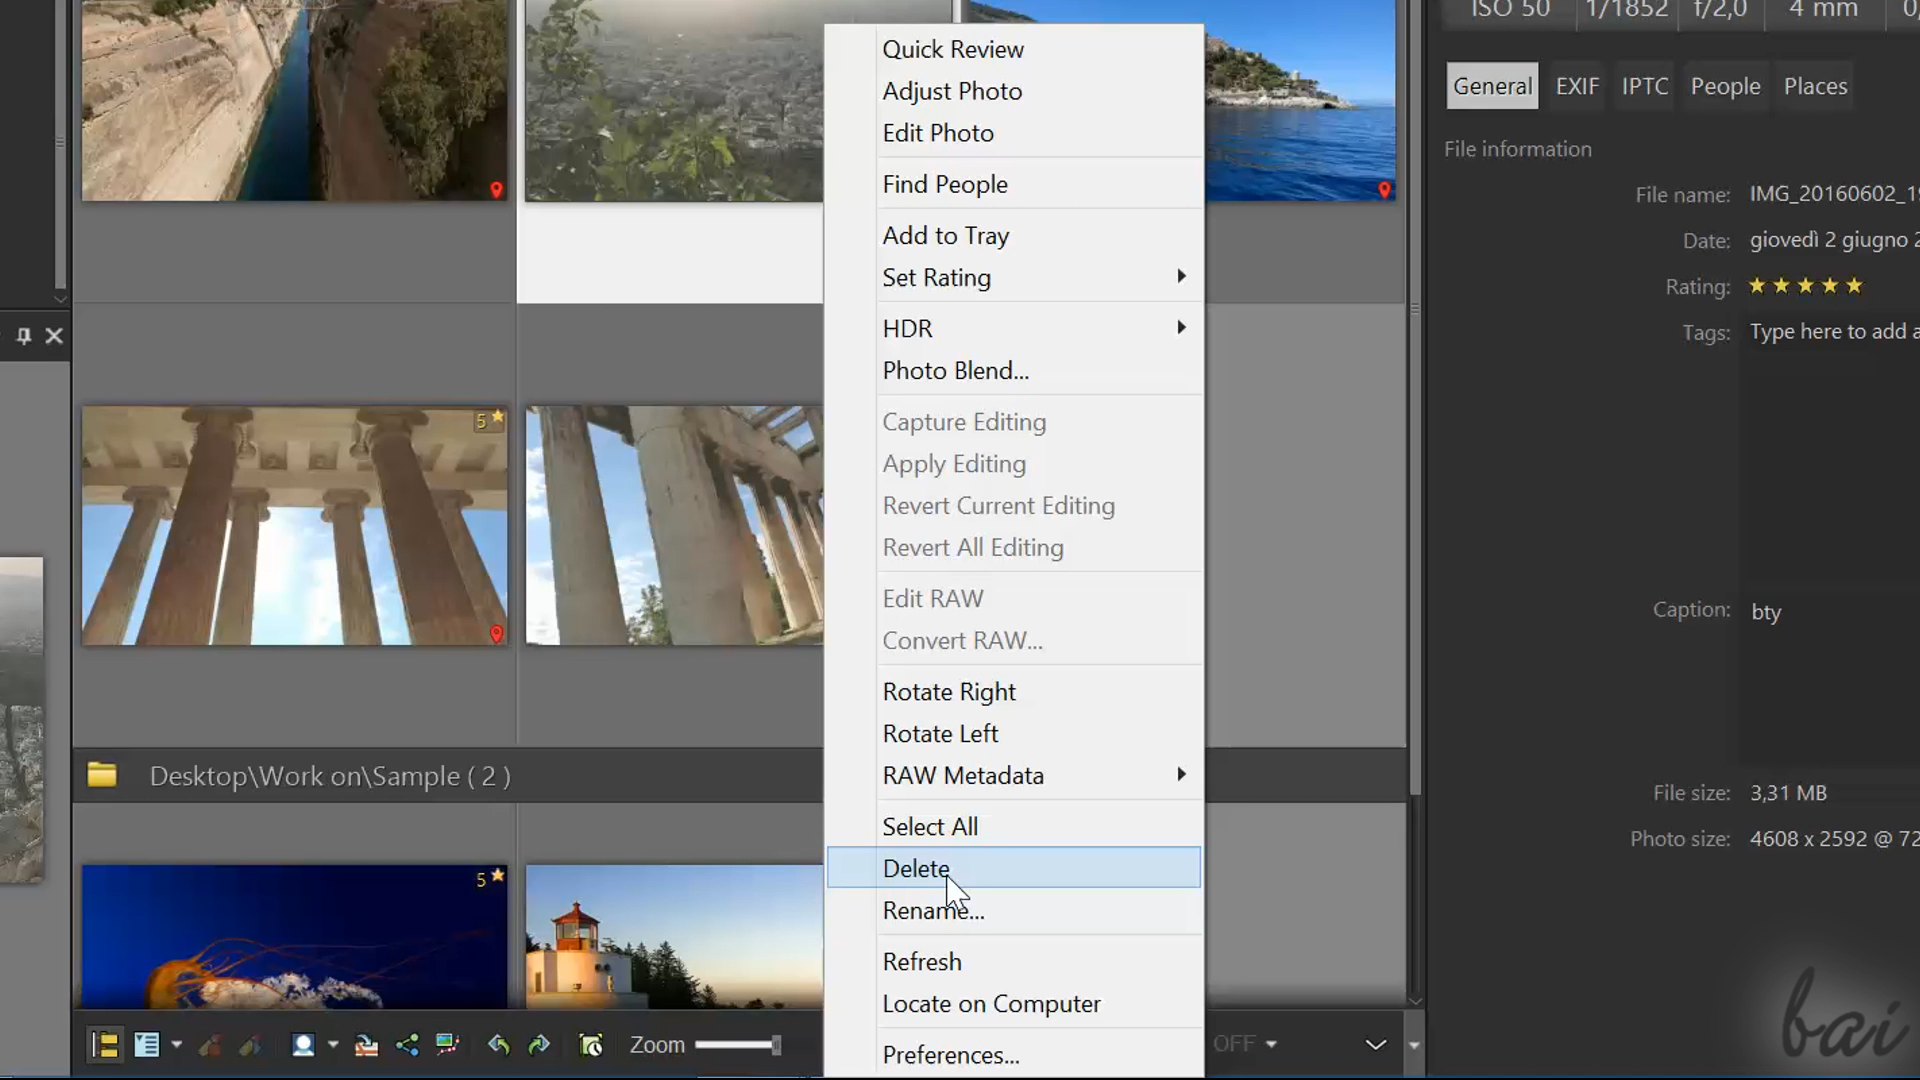 ISO 50
1/1852
f/2,0
4 mm
General
EXIF
IPTC
People
Places
File information
File name: IMG_20160602_19
Date: giovedì 2 giugno 2
Rating:
Tags: Type here to add a
Caption: bty
File size: 3,31 MB
Photo size: 4608 x 2592 @ 72
Quick Review
Adjust Photo
Edit Photo
Find People
Add to Tray
Set Rating
HDR
Photo Blend...
Capture Editing
Apply Editing
Revert Current Editing
Revert All Editing
Edit RAW
Convert RAW...
Rotate Right
Rotate Left
RAW Metadata
Select All
Delete
Rename...
Refresh
Locate on Computer
Preferences...
5
Desktop\Work on\Sample ( 2 )
5
Zoom
OFF
bai